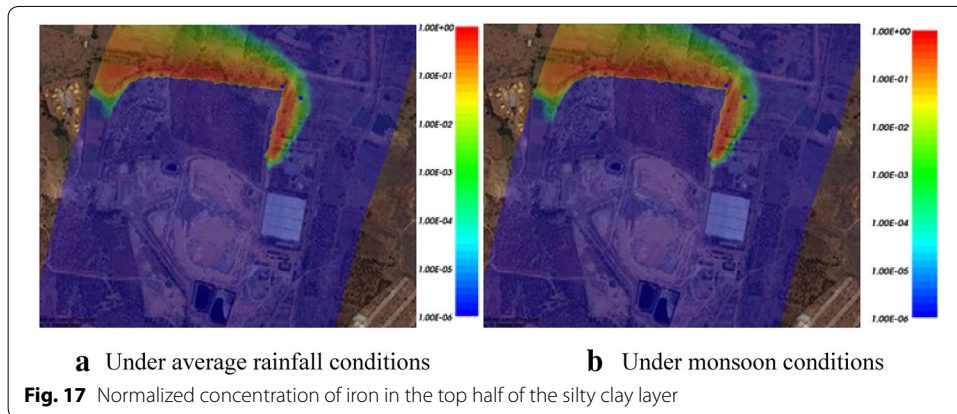 1.00E+00
1.00E-01
1.00E-02
1.00E-03
1.00E-04
1.00E-05
1.00E-06
1.00E+00
1.00E-01
1.00E-02
1.00E-03
1.00E-04
1.00E-05
1.00E-06
a Under average rainfall conditions
b Under monsoon conditions
Fig. 17 Normalized concentration of iron in the top half of the silty clay layer